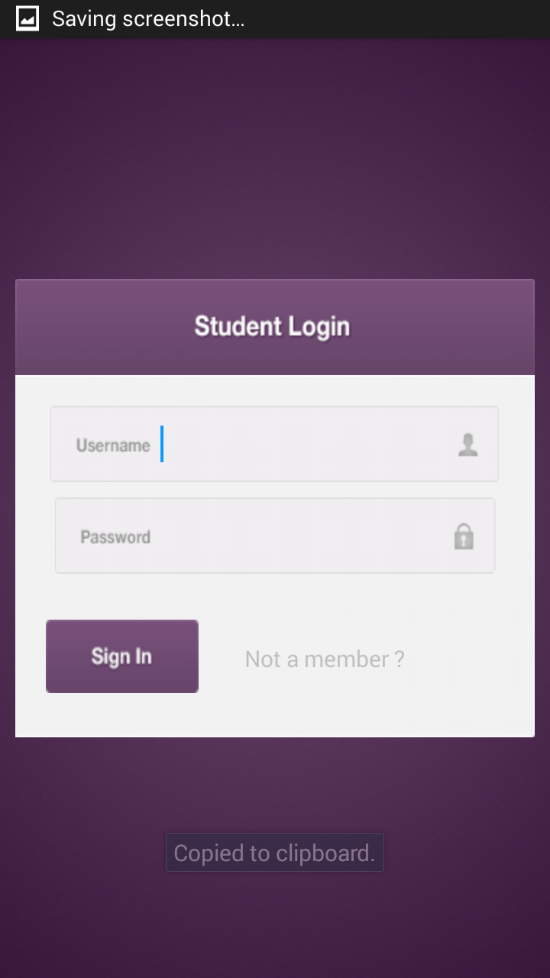 Saving screenshot...
Student Login
Username
Password
Sign In
Not a member ?
Copied to clipboard.